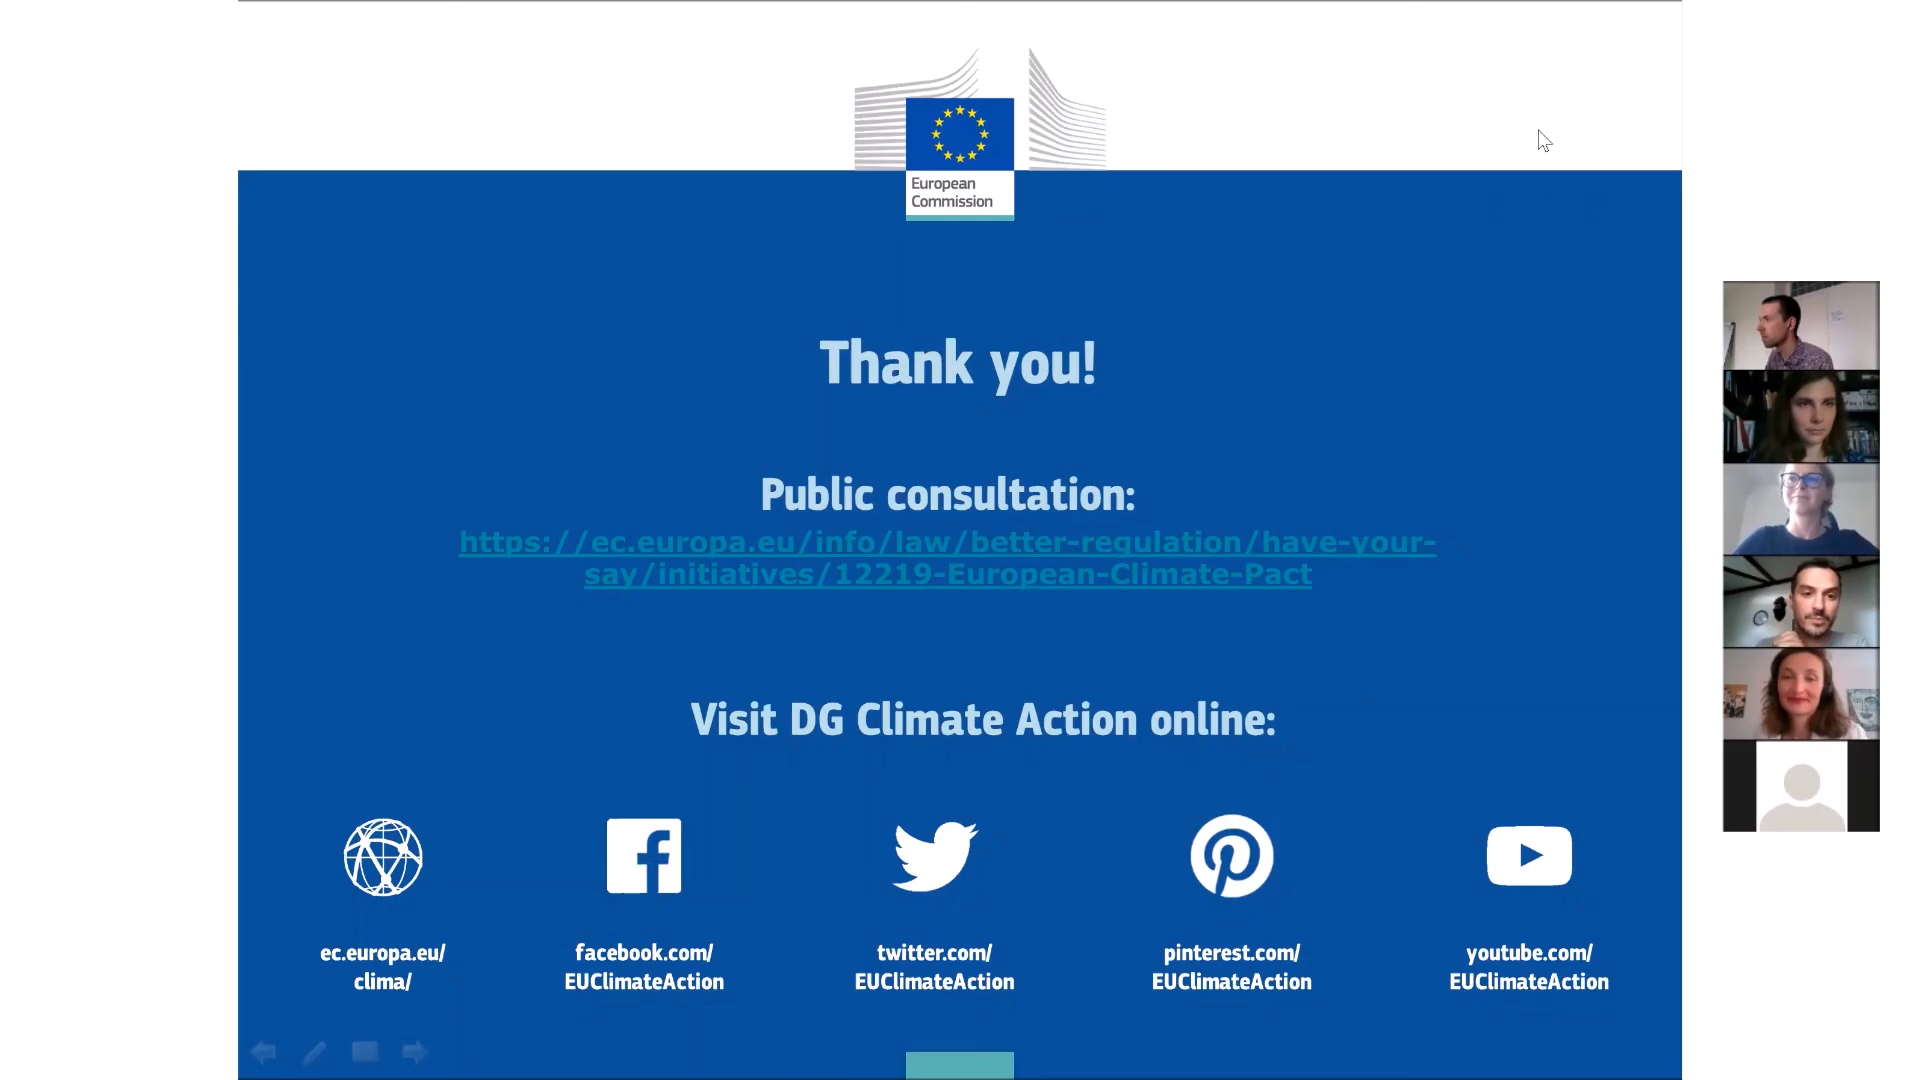 European
Commission
Thank you!
Public consultation:
https://ec.europa.eu/info/law/better-regulation/have-your-
say/initiatives/12219-European-Climate-Pact
Visit DG Climate Action online:
ec.europa.eu/
clima/
facebook.com/
EUClimateAction
twitter.com/
EUClimateAction
pinterest.com/
EUClimateAction
youtube.com/
EUClimateAction